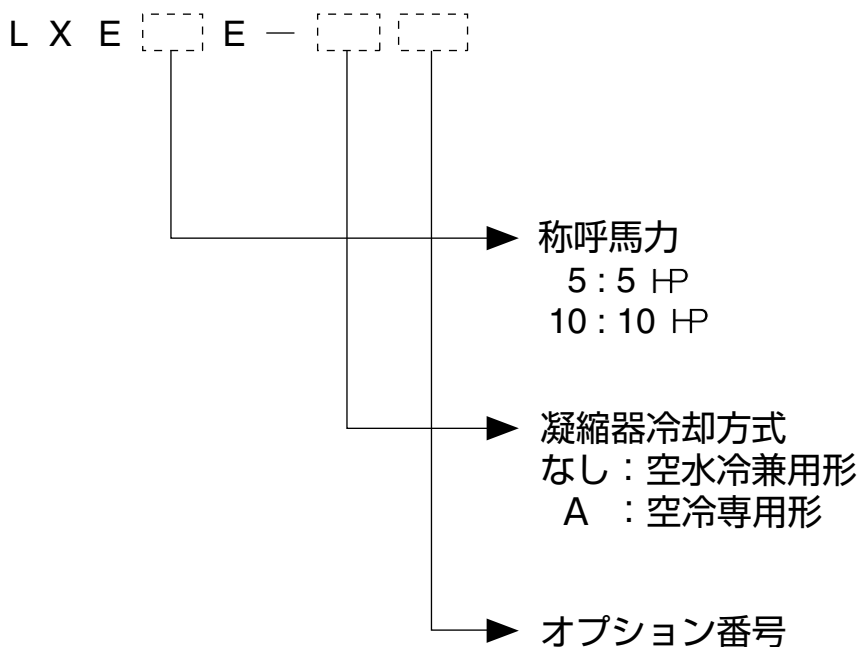 LXE E－
称呼馬力
5 : 5 HP
10 : 10 HP
凝縮器冷却方式
なし：空水冷兼用形
A ：空冷専用形
オプション番号